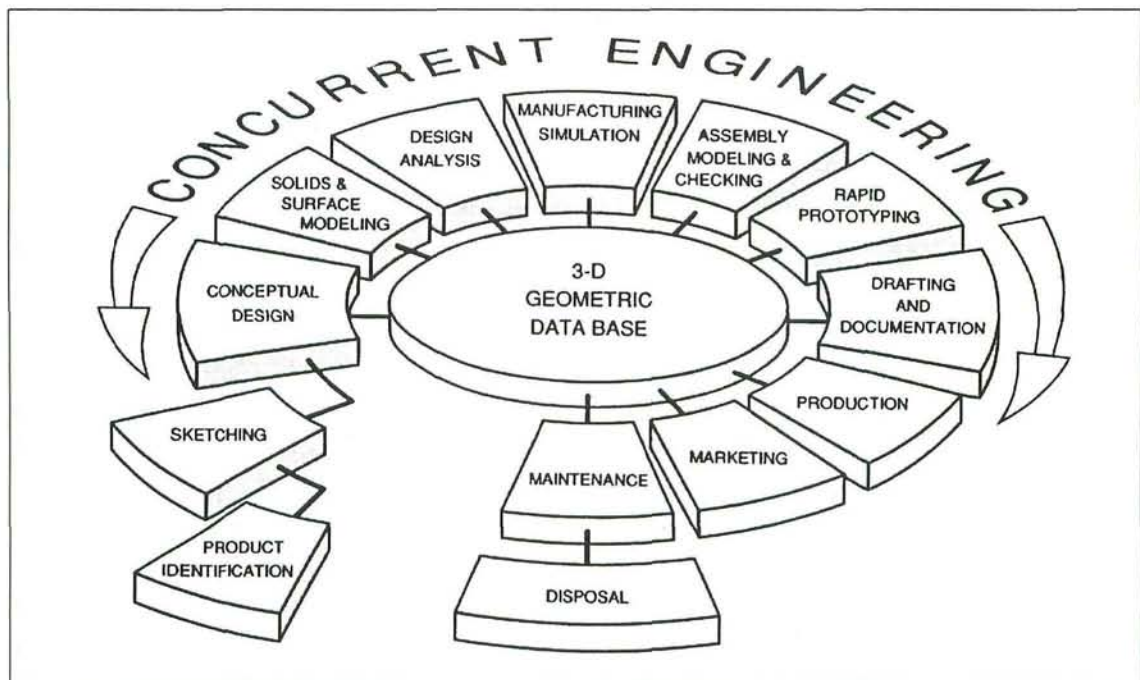 CONCURRENT ENGINEERING
MANUFACTURING
SIMULATION
DESIGN
ANALYSIS
ASSEMBLY
MODELING &
CHECKING
SOLIDS &
SURFACE
MODELING
RAPID
PROTOTYPING
CONCEPTUAL
DESIGN
3-D
GEOMETRIC
DATA BASE
DRAFTING
AND
DOCUMENTATION
SKETCHING
PRODUCTION
MARKETING
MAINTENANCE
PRODUCT
IDENTIFICATION
DISPOSAL